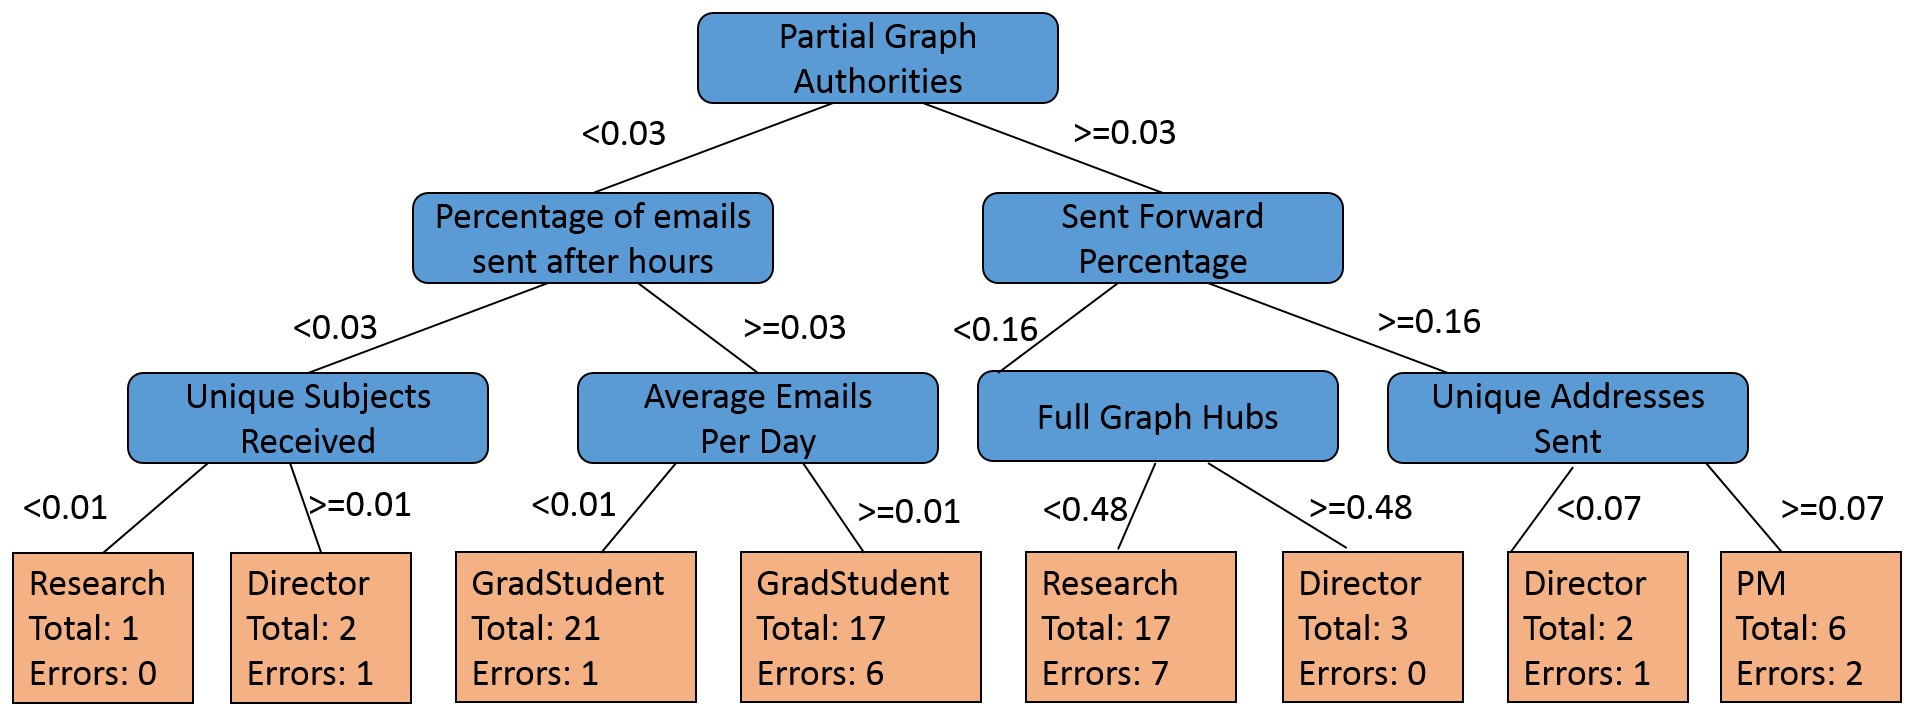 Partial Graph
Authorities
<0.03
>=0.03
Percentage of emails
sent after hours
Sent Forward
Percentage
<0.03
>=0.03
<0.16
>=0.16
Unique Subjects
Received
Average Emails
Per Day
Full Graph Hubs
Unique Addresses
Sent
<0.01
>=0.01
<0.01
>=0.01
<0.48
>=0.48
<0.07
>=0.07
Research
Total: 1
Errors: 0
Director
Total: 2
Errors: 1
GradStudent
Total: 21
Errors: 1
GradStudent
Total: 17
Errors: 6
Research
Total: 17
Errors: 7
Director
Total: 3
Errors: 0
Director
Total: 2
Errors: 1
PM
Total: 6
Errors: 2